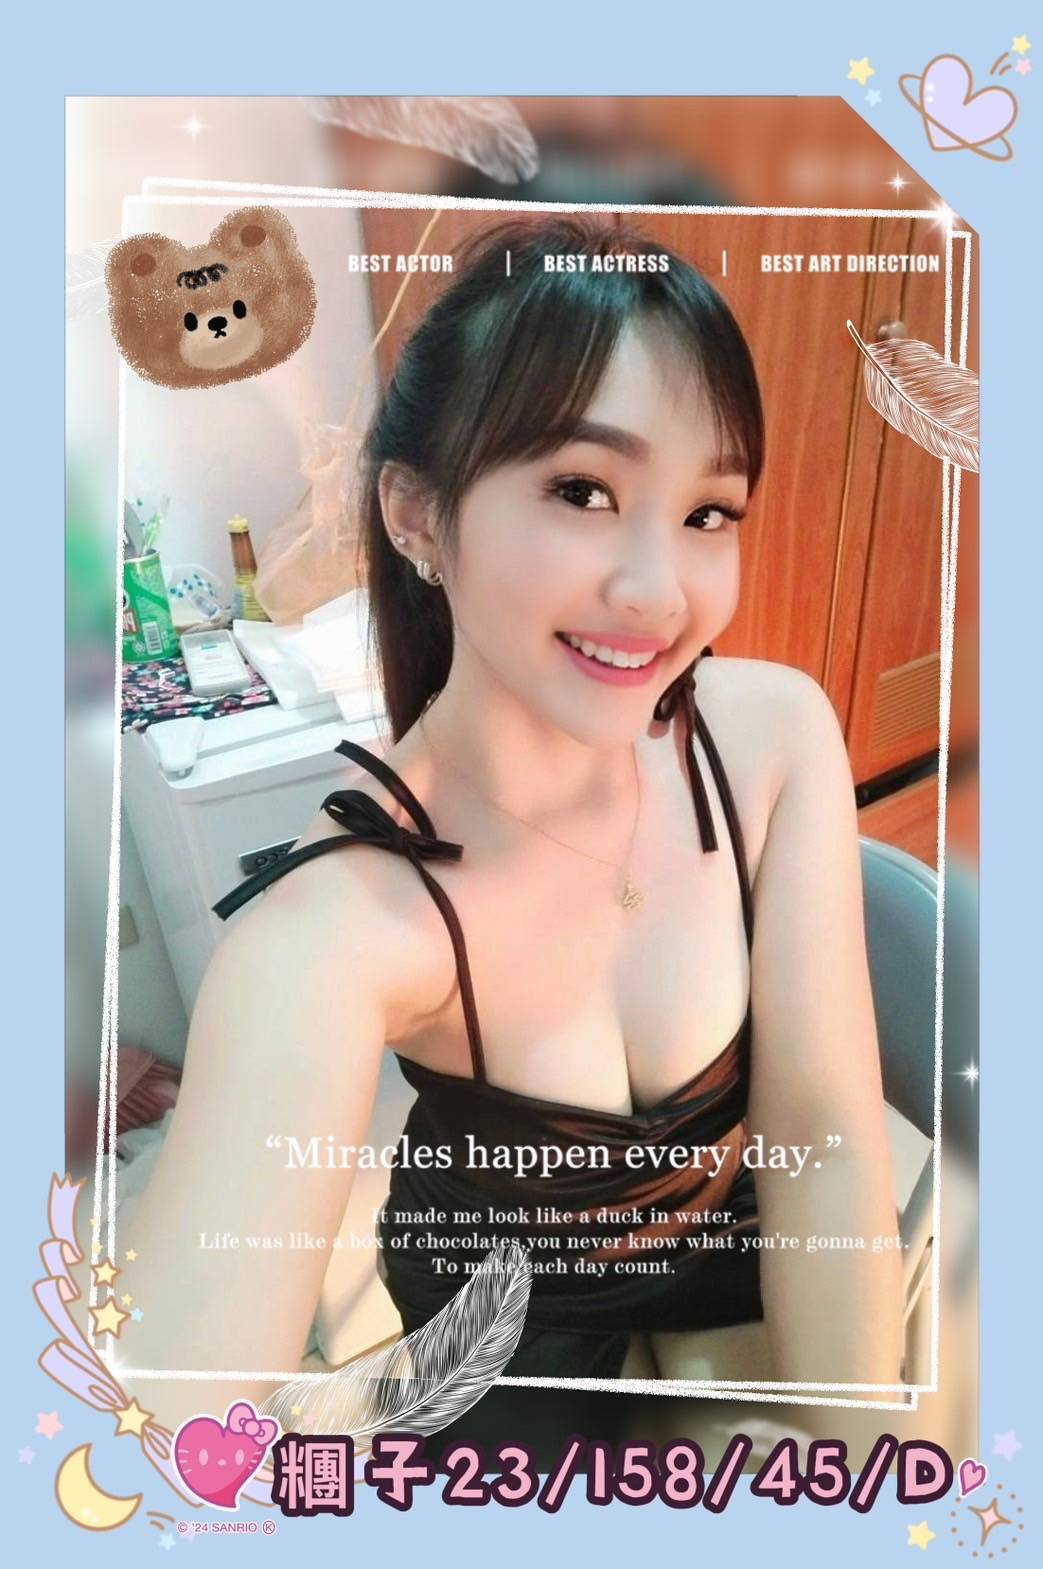 BEST ACTOR | BEST ACTRESS | BEST ART DIRECTION
“Miracles happen every day.”
It made me look like a duck in water.
Life was like a box of chocolates,you never know what you're gonna get.
To make each day count.
糰子23/158/45/D
© '24 SANRIO Ⓚ